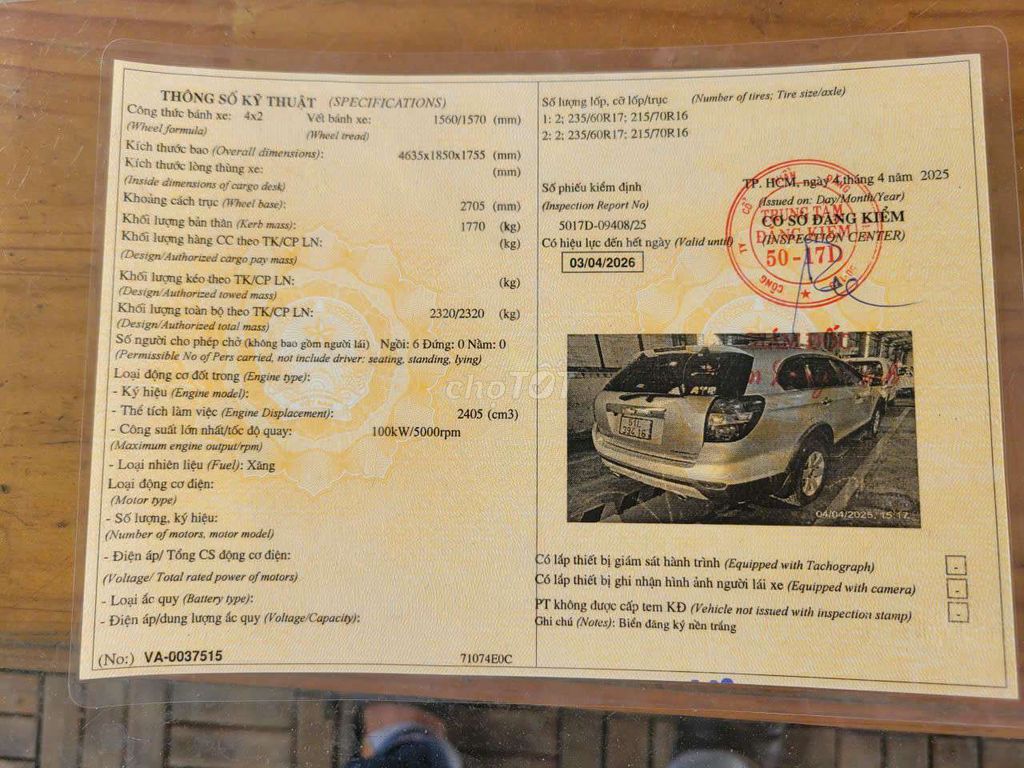 THÔNG SỐ KỸ THUẬT (SPECIFICATIONS)
Công thức bánh xe: 4x2 Vết bánh xe: 1560/1570 (mm)
(Wheel formula) (Wheel tread)
Kích thước bao (Overall dimensions): 4635x1850x1755 (mm)
Kích thước lòng thùng xe: (mm)
(Inside dimensions of cargo desk)
Khoảng cách trục (Wheel base): 2705 (mm)
Khối lượng bản thân (Kerb mass): 1770 (kg)
Khối lượng hàng CC theo TK/CP LN: (kg)
(Design/Authorized cargo pay mass)
Khối lượng kéo theo TK/CP LN: (kg)
(Design/Authorized towed mass)
Khối lượng toàn bộ theo TK/CP LN: 2320/2320 (kg)
(Design/Authorized total mass)
Số người cho phép chở (không bao gồm người lái) Ngồi: 6 Đứng: 0 Nằm: 0
(Permissible No of Pers carried, not include driver: seating, standing, lying)
Loại động cơ đốt trong (Engine type):
- Ký hiệu (Engine model):
- Thể tích làm việc (Engine Displacement): 2405 (cm3)
- Công suất lớn nhất/tốc độ quay: 100kW/5000rpm
(Maximum engine output/rpm)
- Loại nhiên liệu (Fuel): Xăng
Loại động cơ điện:
(Motor type)
- Số lượng, ký hiệu:
(Number of motors, motor model)
- Điện áp/ Tổng CS động cơ điện:
(Voltage/ Total rated power of motors)
- Loại ắc quy (Battery type):
- Điện áp/dung lượng ắc quy (Voltage/Capacity):
(No:) VA-0037515 71074E0C
Số lượng lốp, cỡ lốp/trục (Number of tires; Tire size/axle)
1: 2; 235/60R17; 215/70R16
2: 2; 235/60R17; 215/70R16
TP. HCM, ngày 4 tháng 4 năm 2025
(Issued on: Day/Month/Year)
CƠ SỞ ĐĂNG KIỂM
(INSPECTION CENTER)
TRUNG TÂM
ĐĂNG KIỂM
50-17D
Số phiếu kiểm định
(Inspection Report No)
5017D-09408/25
Có hiệu lực đến hết ngày (Valid until)
03/04/2026
GIÁM ĐỐC
choTỐT
04/04/2025, 15:17
Có lắp thiết bị giám sát hành trình (Equipped with Tachograph) -
Có lắp thiết bị ghi nhận hình ảnh người lái xe (Equipped with camera) -
PT không được cấp tem KĐ (Vehicle not issued with inspection stamp) -
Ghi chú (Notes): Biển đăng ký nền trắng